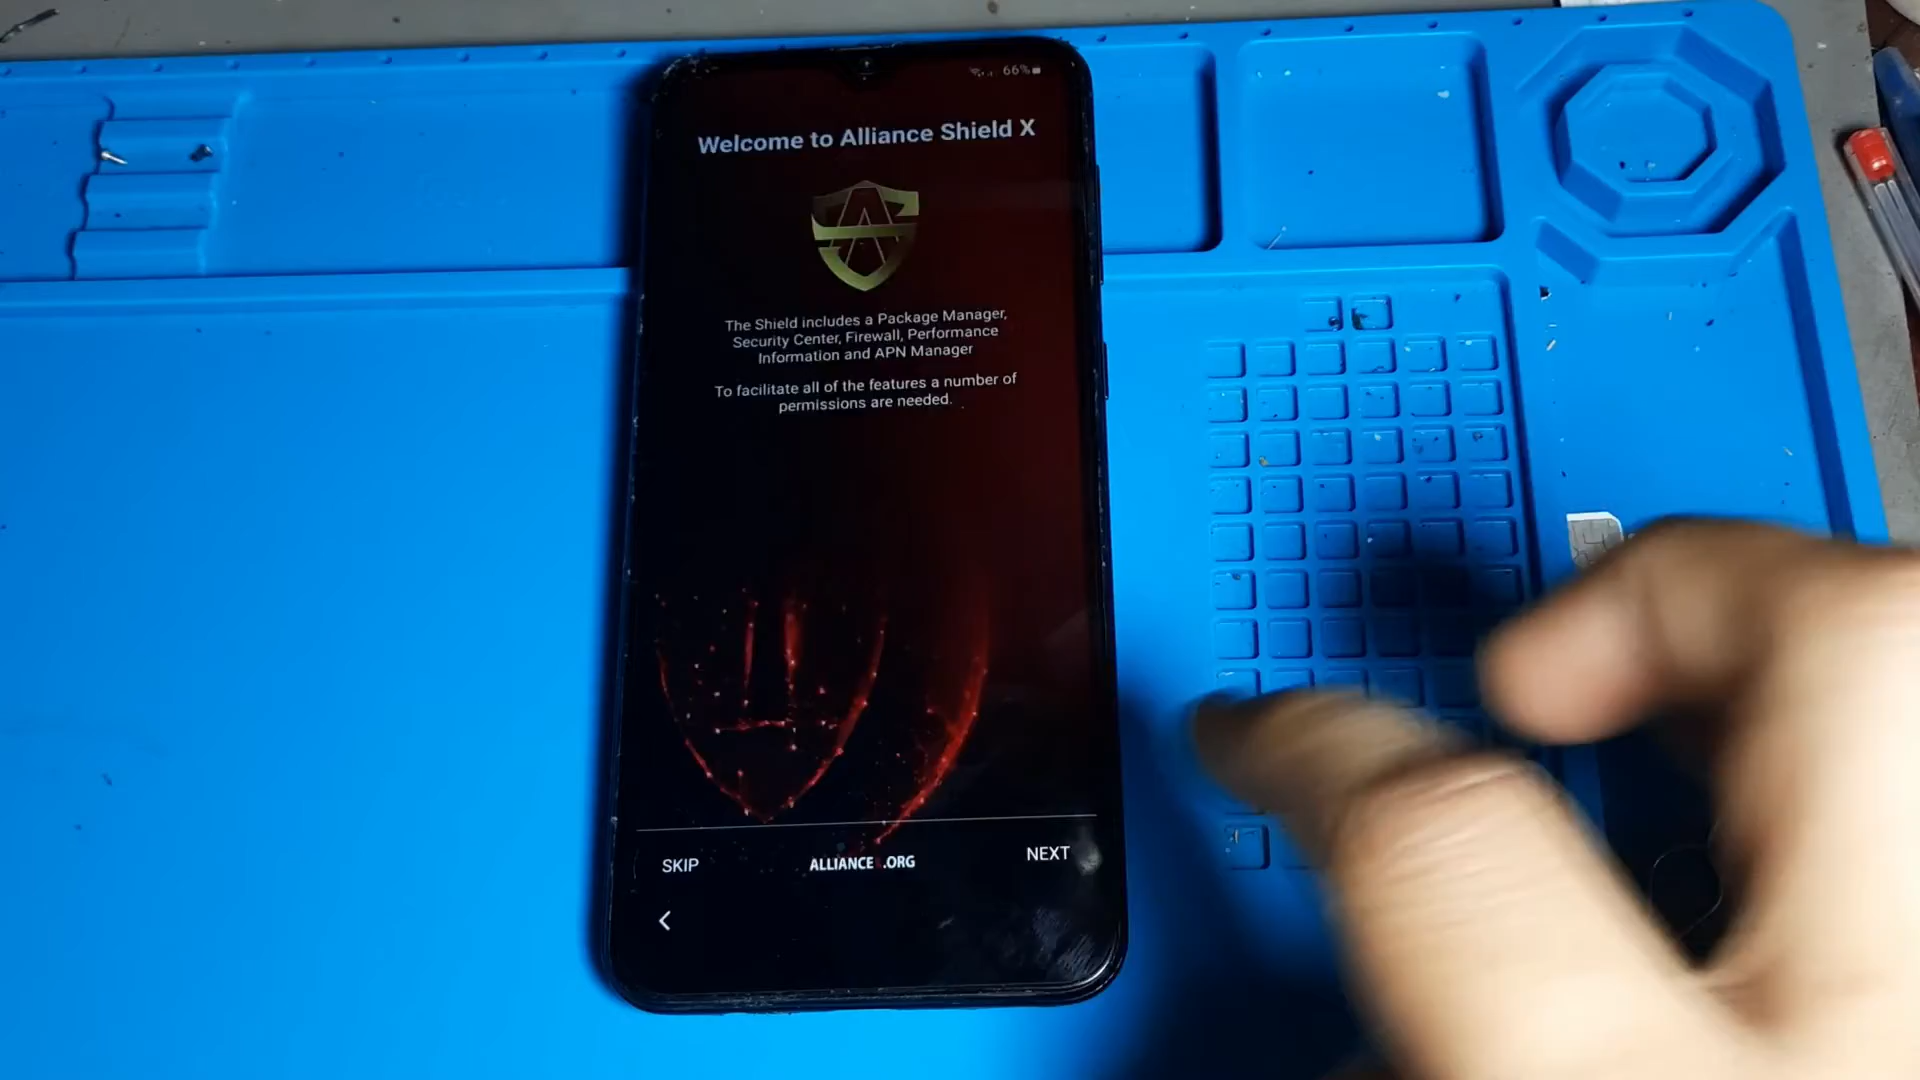 66%
Welcome to Alliance Shield X
The Shield includes a Package Manager,
Security Center, Firewall, Performance
Information and APN Manager
To facilitate all of the features a number of
permissions are needed.
SKIP
ALLIANCEX.ORG
NEXT